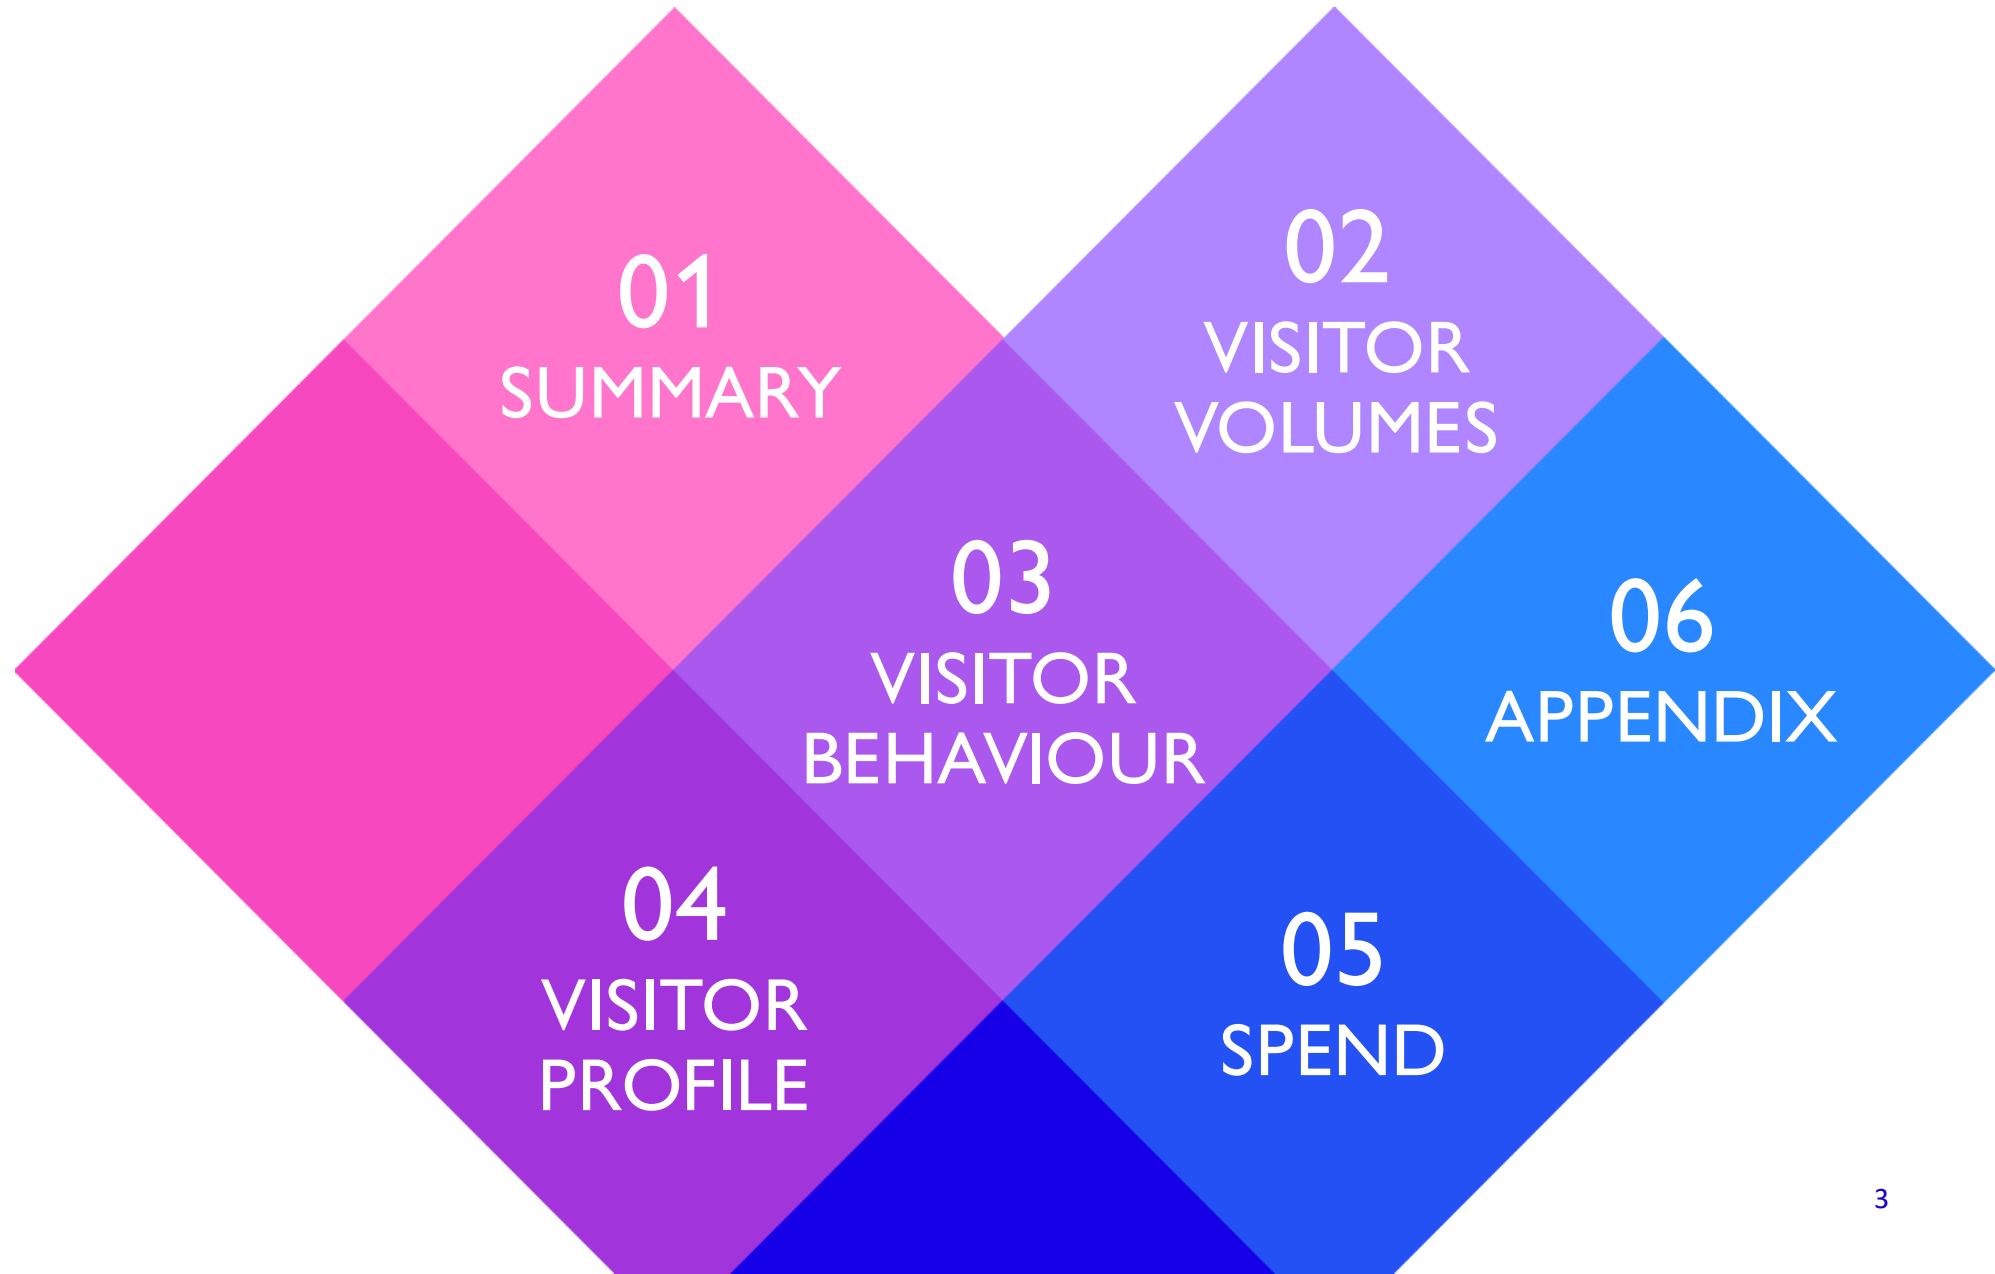 01
SUMMARY
02
VISITOR
VOLUMES
03
VISITOR
BEHAVIOUR
04
VISITOR
PROFILE
05
SPEND
06
APPENDIX
3